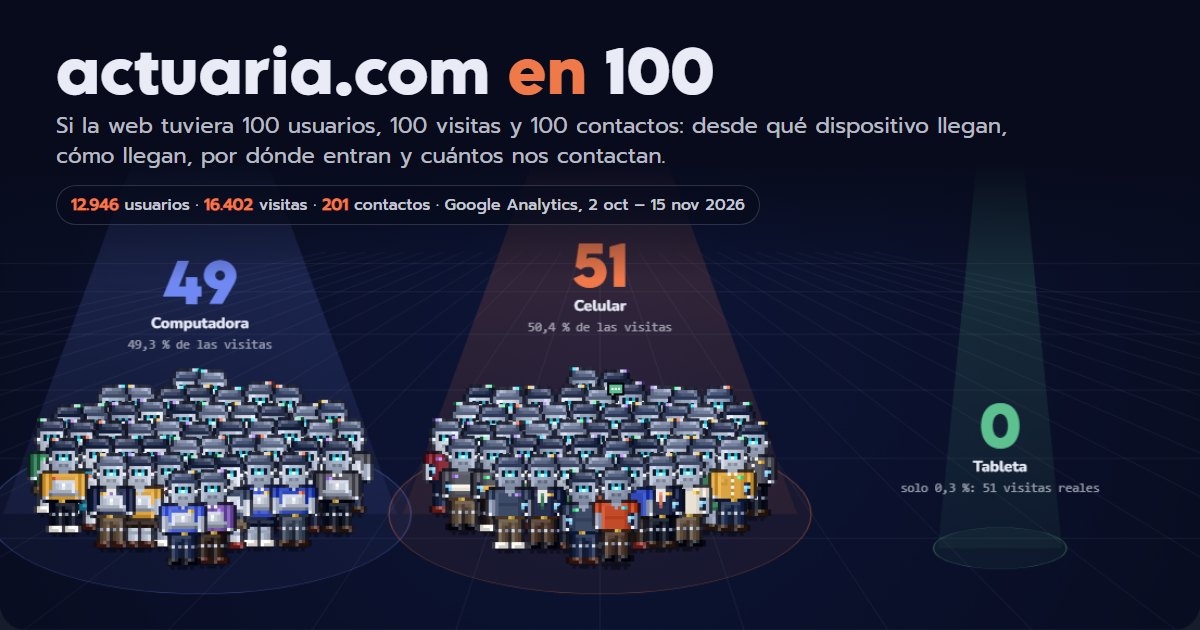 actuaria.com en 100
Si la web tuviera 100 usuarios, 100 visitas y 100 contactos: desde qué dispositivo llegan,
cómo llegan, por dónde entran y cuántos nos contactan.
12.946 usuarios · 16.402 visitas · 201 contactos · Google Analytics, 2 oct – 15 nov 2026
49
Computadora
49,3 % de las visitas
51
Celular
50,4 % de las visitas
0
Tableta
solo 0,3 %: 51 visitas reales